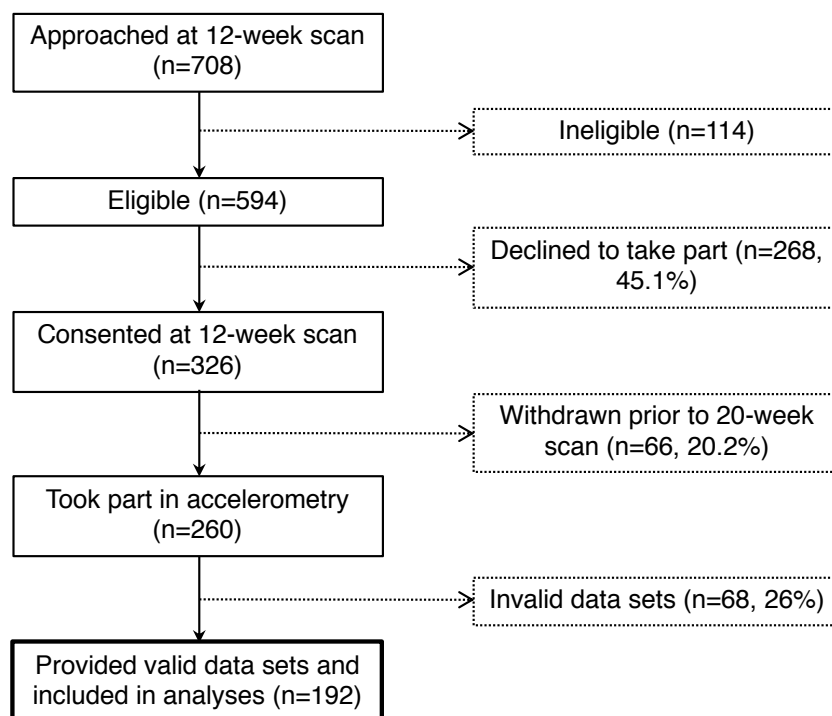 Approached at 12-week scan
(n=708)
Ineligible (n=114)
Eligible (n=594)
Declined to take part (n=268,
45.1%)
Consented at 12-week scan
(n=326)
Withdrawn prior to 20-week
scan (n=66, 20.2%)
Took part in accelerometry
(n=260)
Invalid data sets (n=68, 26%)
Provided valid data sets and
included in analyses (n=192)